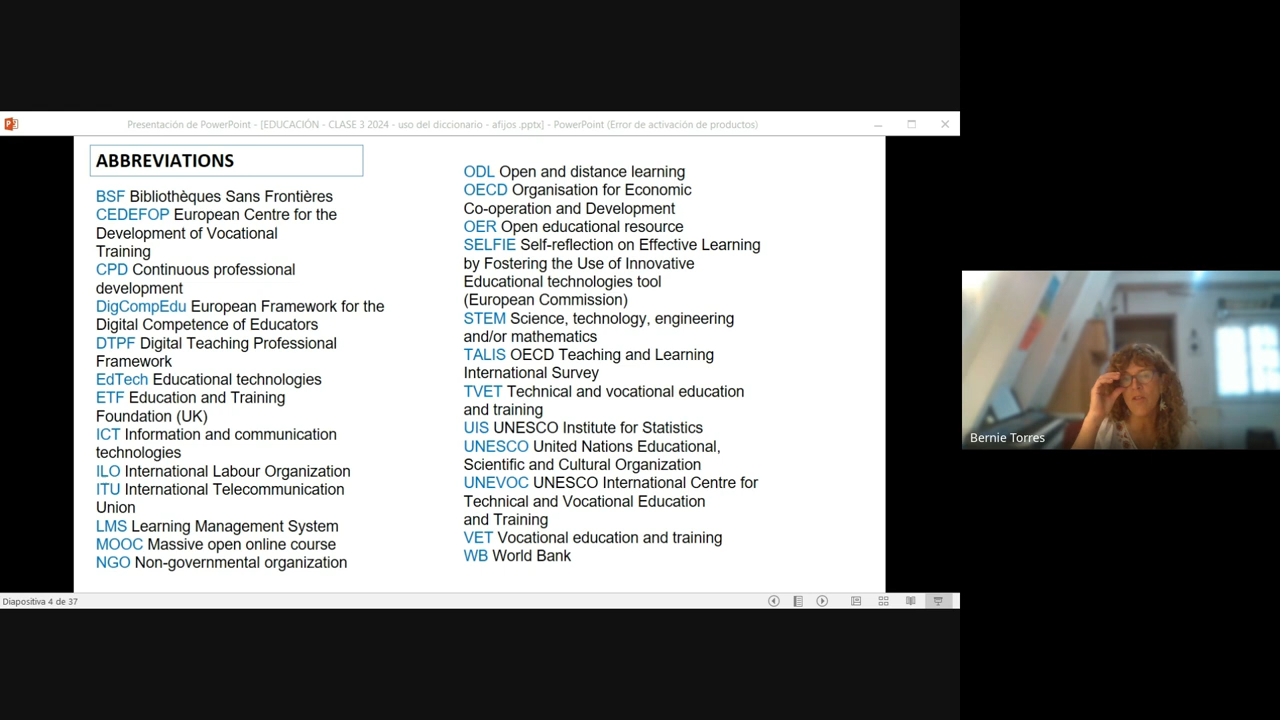 Presentación de PowerPoint - [EDUCACIÓN - CLASE 3 2024 - uso del diccionario - afijos .pptx] - PowerPoint (Error de activación de productos)
ABBREVIATIONS
BSF Bibliothèques Sans Frontières
CEDEFOP European Centre for the
Development of Vocational
Training
CPD Continuous professional
development
DigCompEdu European Framework for the
Digital Competence of Educators
DTPF Digital Teaching Professional
Framework
EdTech Educational technologies
ETF Education and Training
Foundation (UK)
ICT Information and communication
technologies
ILO International Labour Organization
ITU International Telecommunication
Union
LMS Learning Management System
MOOC Massive open online course
NGO Non-governmental organization
ODL Open and distance learning
OECD Organisation for Economic
Co-operation and Development
OER Open educational resource
SELFIE Self-reflection on Effective Learning
by Fostering the Use of Innovative
Educational technologies tool
(European Commission)
STEM Science, technology, engineering
and/or mathematics
TALIS OECD Teaching and Learning
International Survey
TVET Technical and vocational education
and training
UIS UNESCO Institute for Statistics
UNESCO United Nations Educational,
Scientific and Cultural Organization
UNEVOC UNESCO International Centre for
Technical and Vocational Education
and Training
VET Vocational education and training
WB World Bank
Diapositiva 4 de 37
Bernie Torres